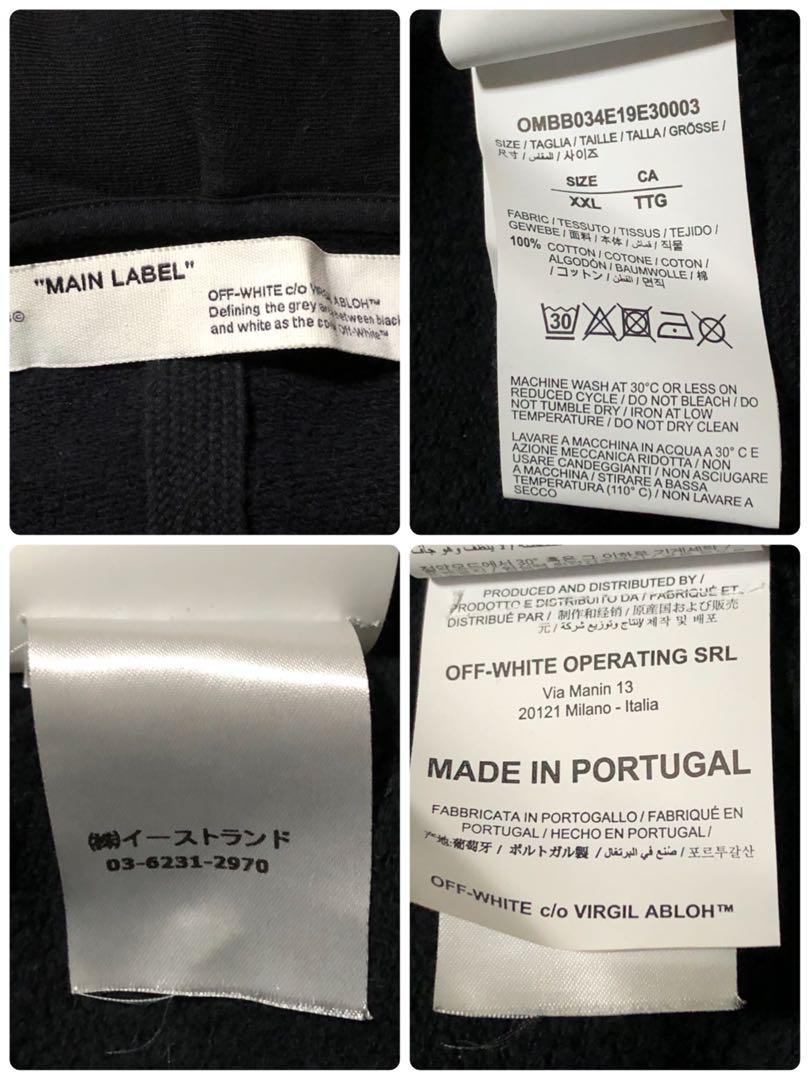 "MAIN LABEL"
OFF-WHITE c/o VIRGIL ABLOH™
Defining the grey area between black
and white as the color Off-White™
OMBB034E19E30003
SIZE / TAGLIA / TAILLE / TALLA / GRÖSSE /
尺寸 / المقاس / 사이즈
SIZE CA
XXL TTG
FABRIC / TESSUTO / TISSUS / TEJIDO /
GEWEBE / 面料 / 本体 / قماش / 직물
100% COTTON / COTONE / COTON /
ALGODÓN / BAUMWOLLE / 棉
/ コットン / القطن / 면직
30
MACHINE WASH AT 30°C OR LESS ON
REDUCED CYCLE / DO NOT BLEACH / DO
NOT TUMBLE DRY / IRON AT LOW
TEMPERATURE / DO NOT DRY CLEAN
LAVARE A MACCHINA IN ACQUA A 30° C E
AZIONE MECCANICA RIDOTTA / NON
USARE CANDEGGIANTI / NON ASCIUGARE
A MACCHINA / STIRARE A BASSA
TEMPERATURA (110° C) / NON LAVARE A
SECCO
(株)イーストランド
03-6231-2970
PRODUCED AND DISTRIBUTED BY /
PRODOTTO E DISTRIBUITO DA / FABRIQUÉ ET
DISTRIBUÉ PAR / 制作和经销 / 原産国および販売
元 / إنتاج وتوزيع شركة / 제작 및 배포
OFF-WHITE OPERATING SRL
Via Manin 13
20121 Milano - Italia
MADE IN PORTUGAL
FABBRICATA IN PORTOGALLO / FABRIQUÉ EN
PORTUGAL / HECHO EN PORTUGAL /
产地:葡萄牙 / ポルトガル製 / صنع في البرتغال / 포르투갈산
OFF-WHITE c/o VIRGIL ABLOH™